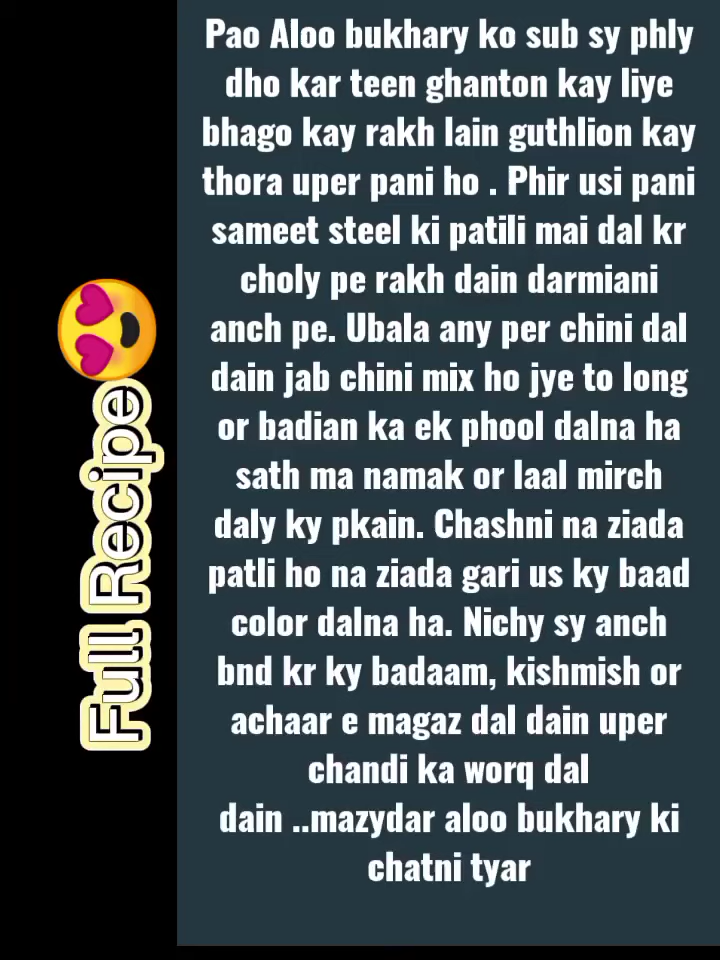 Pao Aloo bukhary ko sub sy phly
dho kar teen ghanton kay liye
bhago kay rakh lain guthlion kay
thora uper pani ho . Phir usi pani
sameet steel ki patili mai dal kr
choly pe rakh dain darmiani
anch pe. Ubala any per chini dal
dain jab chini mix ho jye to long
or badian ka ek phool dalna ha
sath ma namak or laal mirch
daly ky pkain. Chashni na ziada
patli ho na ziada gari us ky baad
color dalna ha. Nichy sy anch
bnd kr ky badaam, kishmish or
achaar e magaz dal dain uper
chandi ka worq dal
dain ..mazydar aloo bukhary ki
chatni tyar
Full Recipe😍